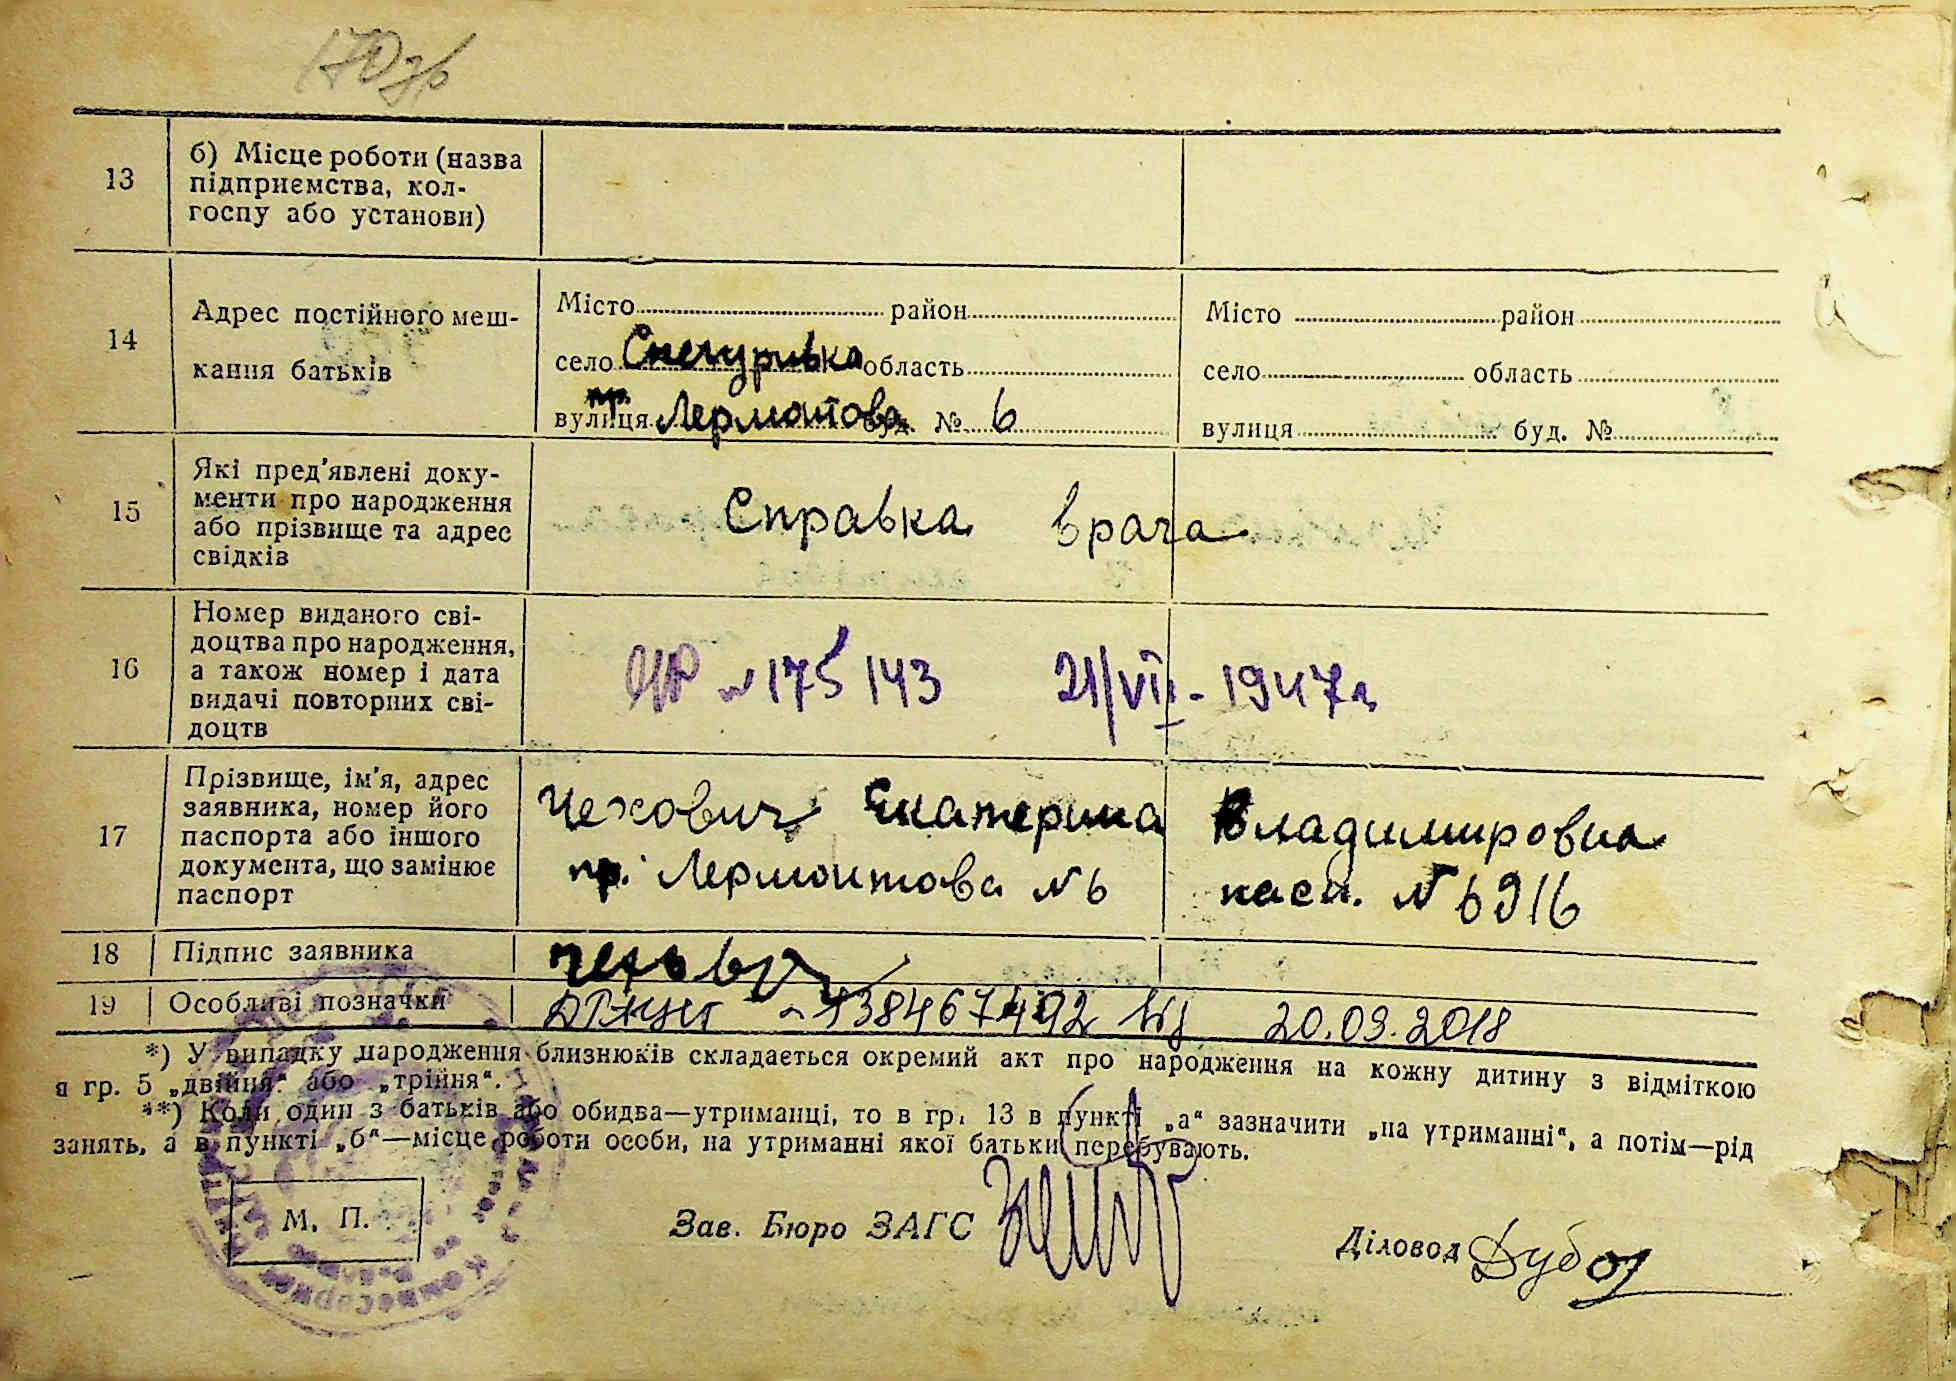 13
б) Місце роботи (назва
підприємства, кол-
госпу або установи)
14
Адрес постійного меш-
кання батьків
Місто район
село Снегуривка область
пр.
вулиця Лермонтова буд. № 6
Місто район
село область
вулиця буд. №
15
Які пред'явлені доку-
менти про народження
або прізвище та адрес
свідків
Справка врача
16
Номер виданого сві-
доцтва про народження,
а також номер і дата
видачі повторних сві-
доцтв
№ 175143 21/VII - 1947г
17
Прізвище, ім'я, адрес
заявника, номер його
паспорта або іншого
документа, що замінює
паспорт
Чехович Екатерина Владимировна
пр. Лермонтова № 6 пасп. № 6916
18 Підпис заявника
19 Особливі позначки
20.03.2018
*) У випадку народження близнюків складається окремий акт про народження на кожну дитину з відміткою
в гр. 5 „двійня“ або „трійня“.
**) Коли один з батьків або обидва—утриманці, то в гр. 13 в пункті „а“ зазначити „на утриманні“, а потім—рід
занять, а в пункті „б“—місце роботи особи, на утриманні якої батьки перебувають.
М. П.
Зав. Бюро ЗАГС
Діловод